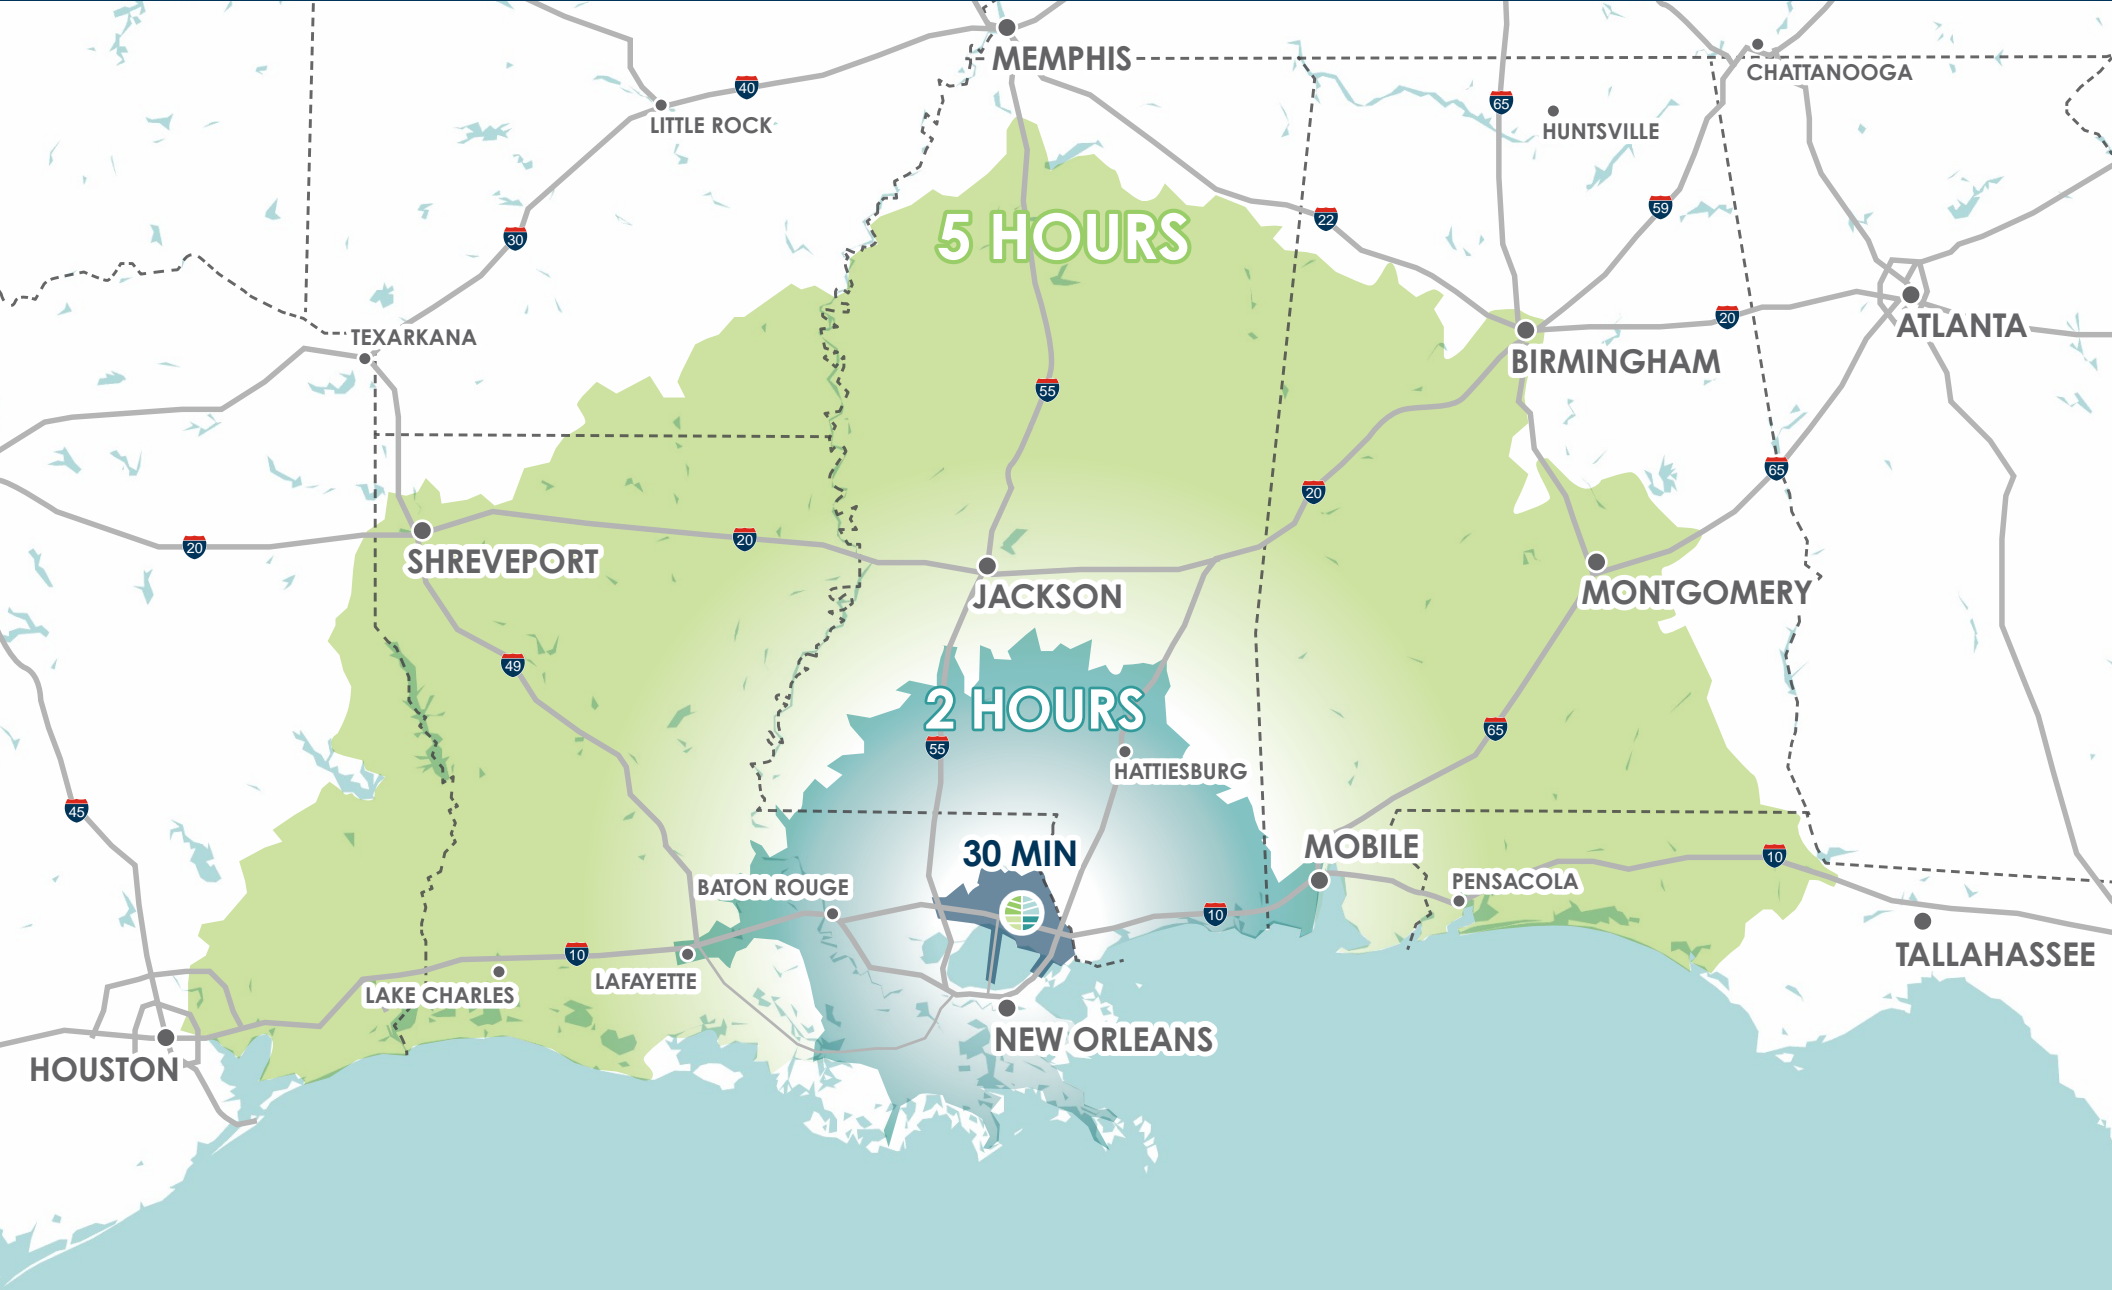 MEMPHIS
CHATTANOOGA
40
65
LITTLE ROCK
HUNTSVILLE
59
22
5 HOURS
30
20
ATLANTA
TEXARKANA
BIRMINGHAM
55
65
20
20
20
SHREVEPORT
JACKSON
MONTGOMERY
49
2 HOURS
65
55
HATTIESBURG
45
30 MIN
MOBILE
10
BATON ROUGE
PENSACOLA
10
TALLAHASSEE
10
LAFAYETTE
LAKE CHARLES
NEW ORLEANS
HOUSTON